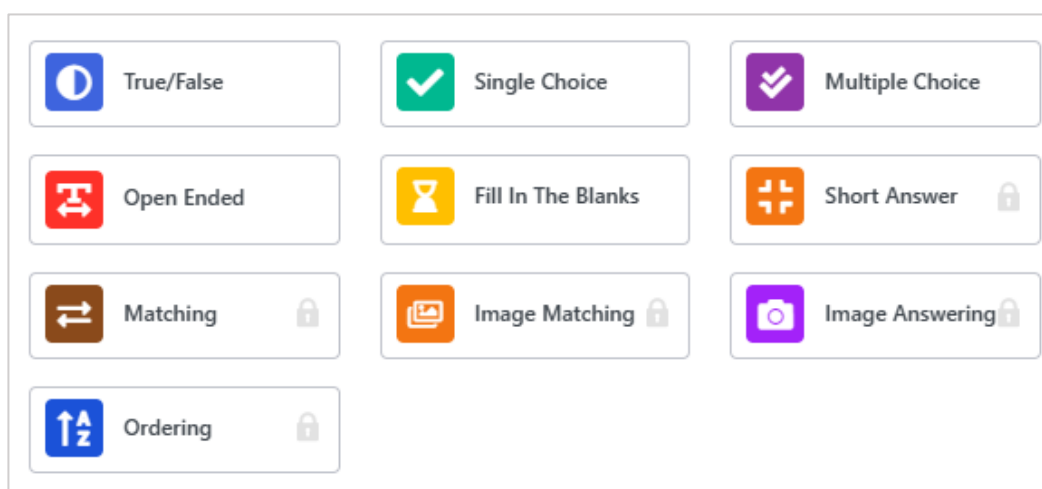 True/False
Single Choice
Multiple Choice
Open Ended
Fill In The Blanks
Short Answer
Matching
Image Matching
Image Answering
Ordering